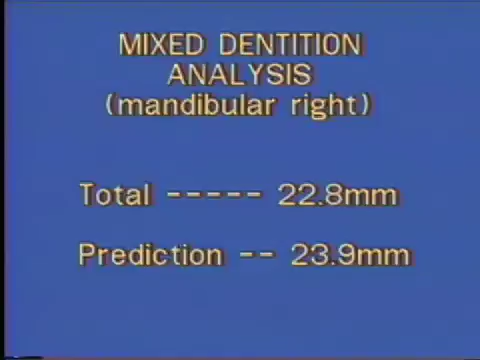 MIXED DENTITION
ANALYSIS
(mandibular right)
Total ----- 22.8mm
Prediction -- 23.9mm